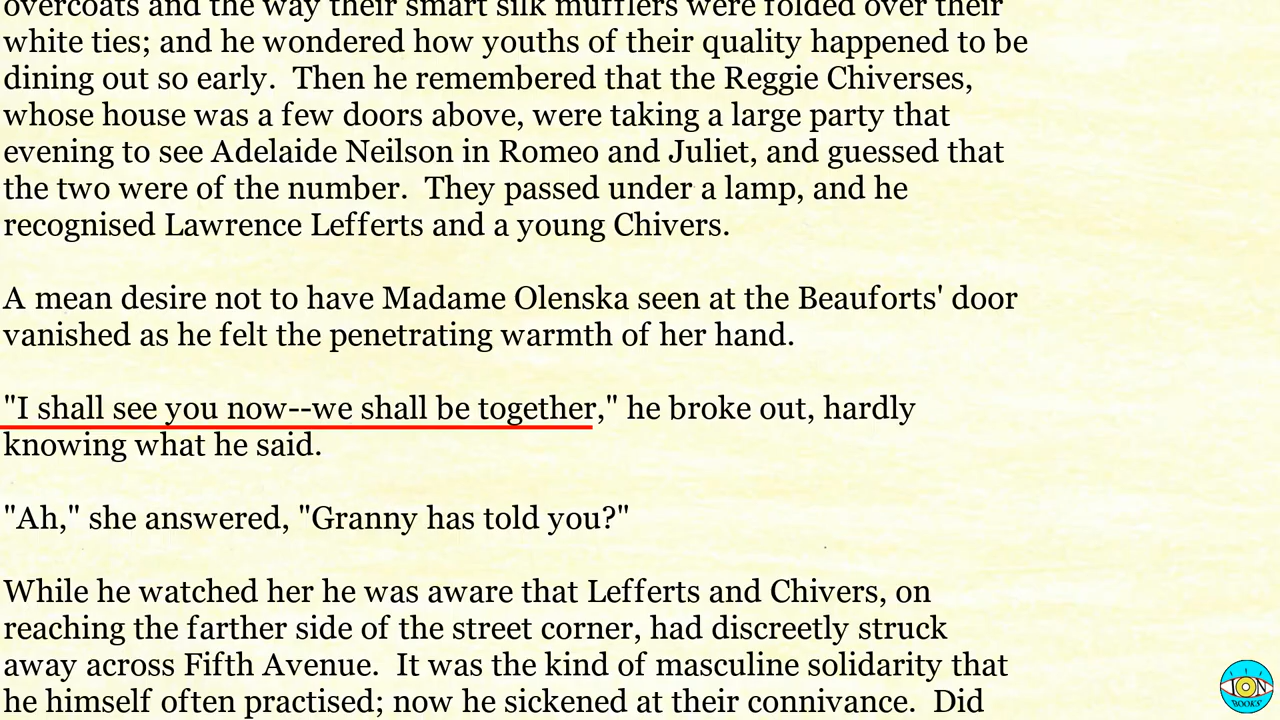 overcoats and the way their smart silk mufflers were folded over their
white ties; and he wondered how youths of their quality happened to be
dining out so early.  Then he remembered that the Reggie Chiverses,
whose house was a few doors above, were taking a large party that
evening to see Adelaide Neilson in Romeo and Juliet, and guessed that
the two were of the number.  They passed under a lamp, and he
recognised Lawrence Lefferts and a young Chivers.
A mean desire not to have Madame Olenska seen at the Beauforts' door
vanished as he felt the penetrating warmth of her hand.
"I shall see you now--we shall be together," he broke out, hardly
knowing what he said.
"Ah," she answered, "Granny has told you?"
While he watched her he was aware that Lefferts and Chivers, on
reaching the farther side of the street corner, had discreetly struck
away across Fifth Avenue.  It was the kind of masculine solidarity that
he himself often practised; now he sickened at their connivance.  Did
ION
BOOKS